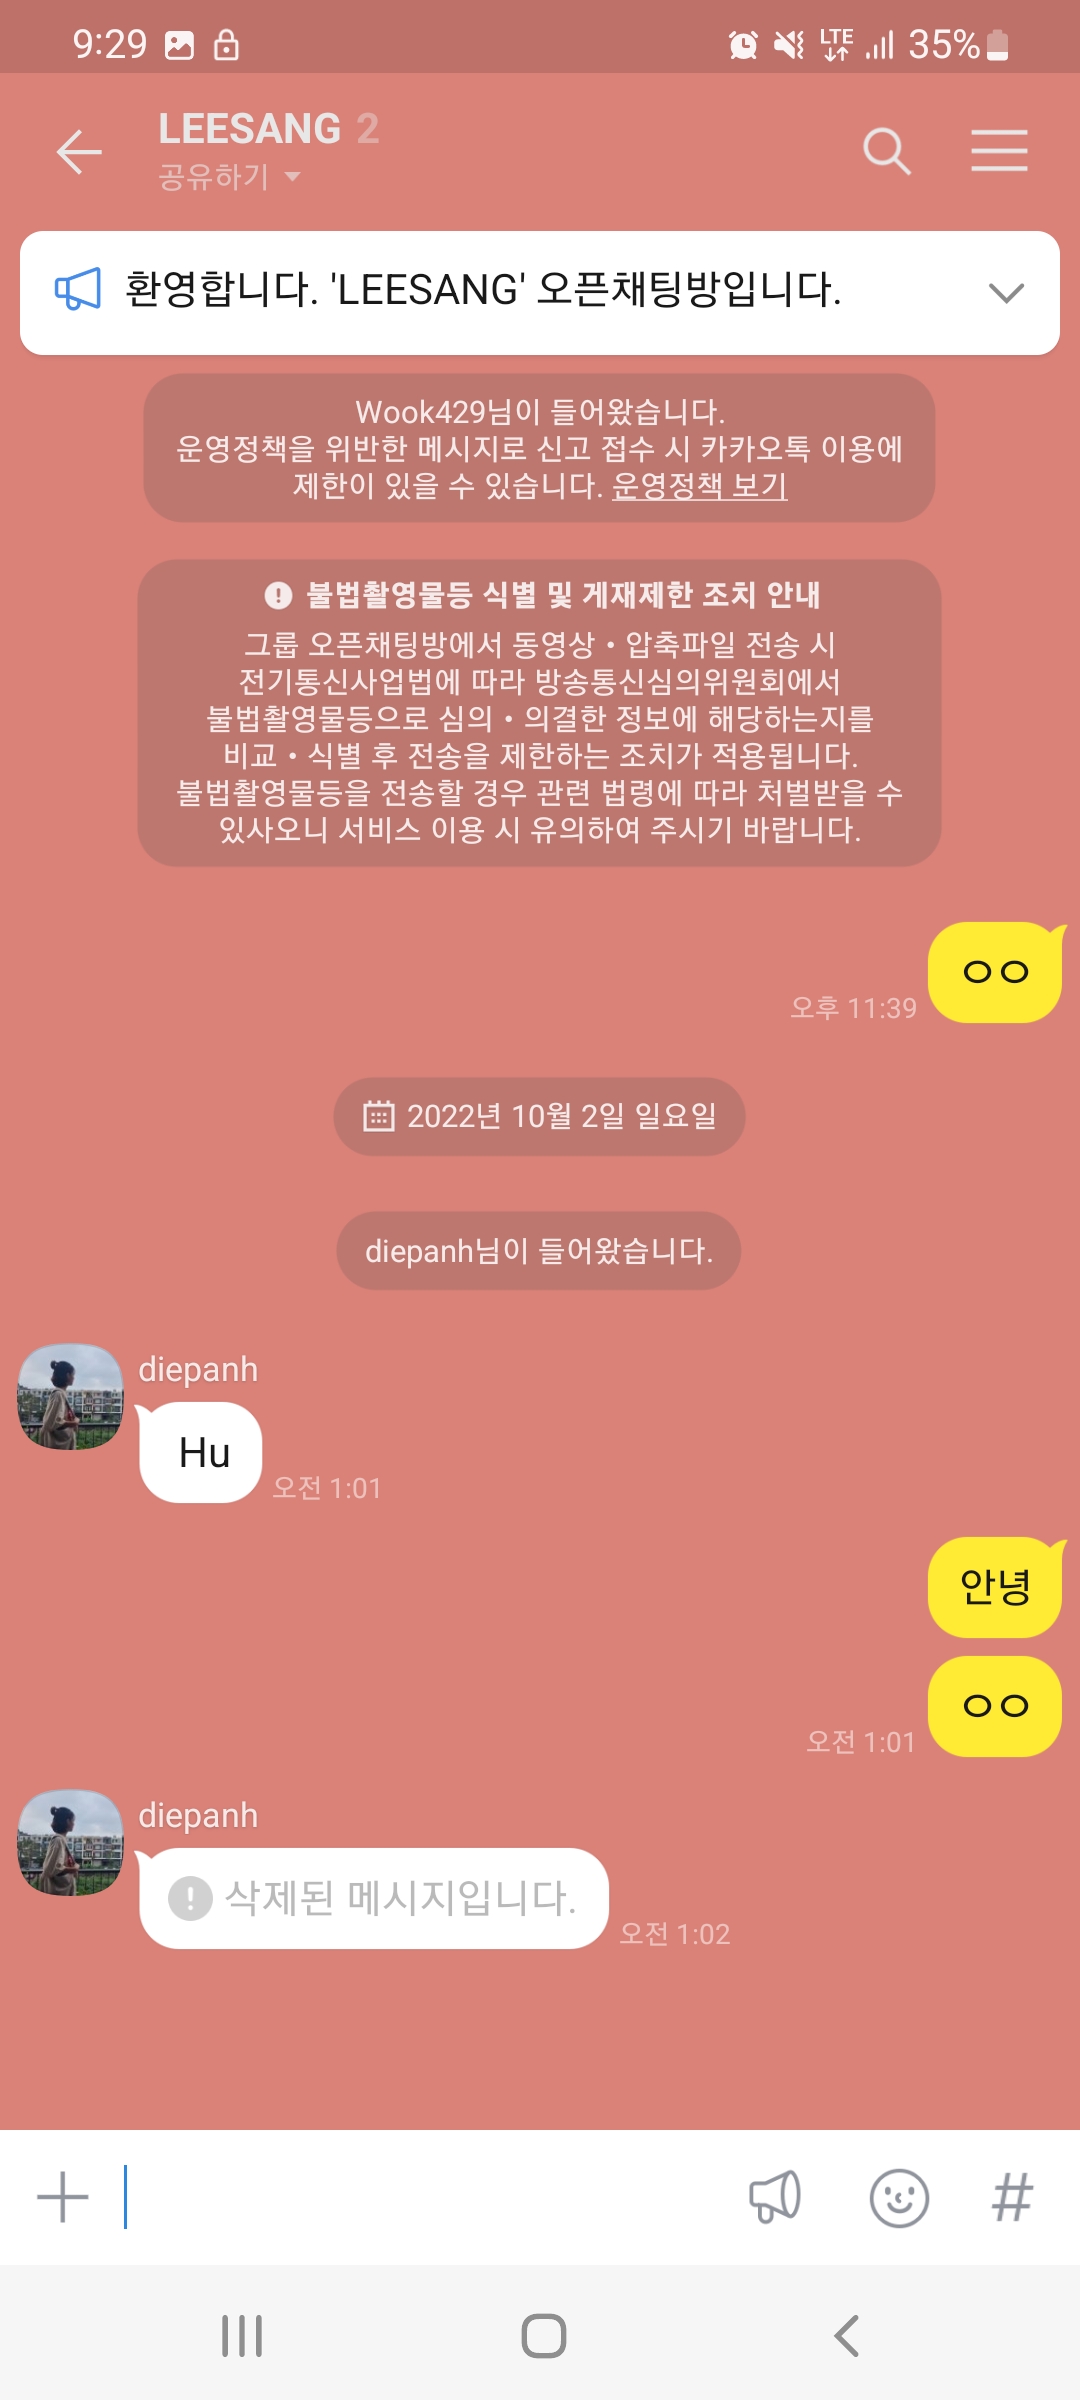 9:29
LTE
35%
LEESANG 2
공유하기
환영합니다. 'LEESANG' 오픈채팅방입니다.
Wook429님이 들어왔습니다.
운영정책을 위반한 메시지로 신고 접수 시 카카오톡 이용에
제한이 있을 수 있습니다. 운영정책 보기
불법촬영물등 식별 및 게재제한 조치 안내
그룹 오픈채팅방에서 동영상・압축파일 전송 시
전기통신사업법에 따라 방송통신심의위원회에서
불법촬영물등으로 심의・의결한 정보에 해당하는지를
비교・식별 후 전송을 제한하는 조치가 적용됩니다.
불법촬영물등을 전송할 경우 관련 법령에 따라 처벌받을 수
있사오니 서비스 이용 시 유의하여 주시기 바랍니다.
ㅇㅇ
오후 11:39
2022년 10월 2일 일요일
diepanh님이 들어왔습니다.
diepanh
Hu
오전 1:01
안녕
ㅇㅇ
오전 1:01
diepanh
삭제된 메시지입니다.
오전 1:02
#